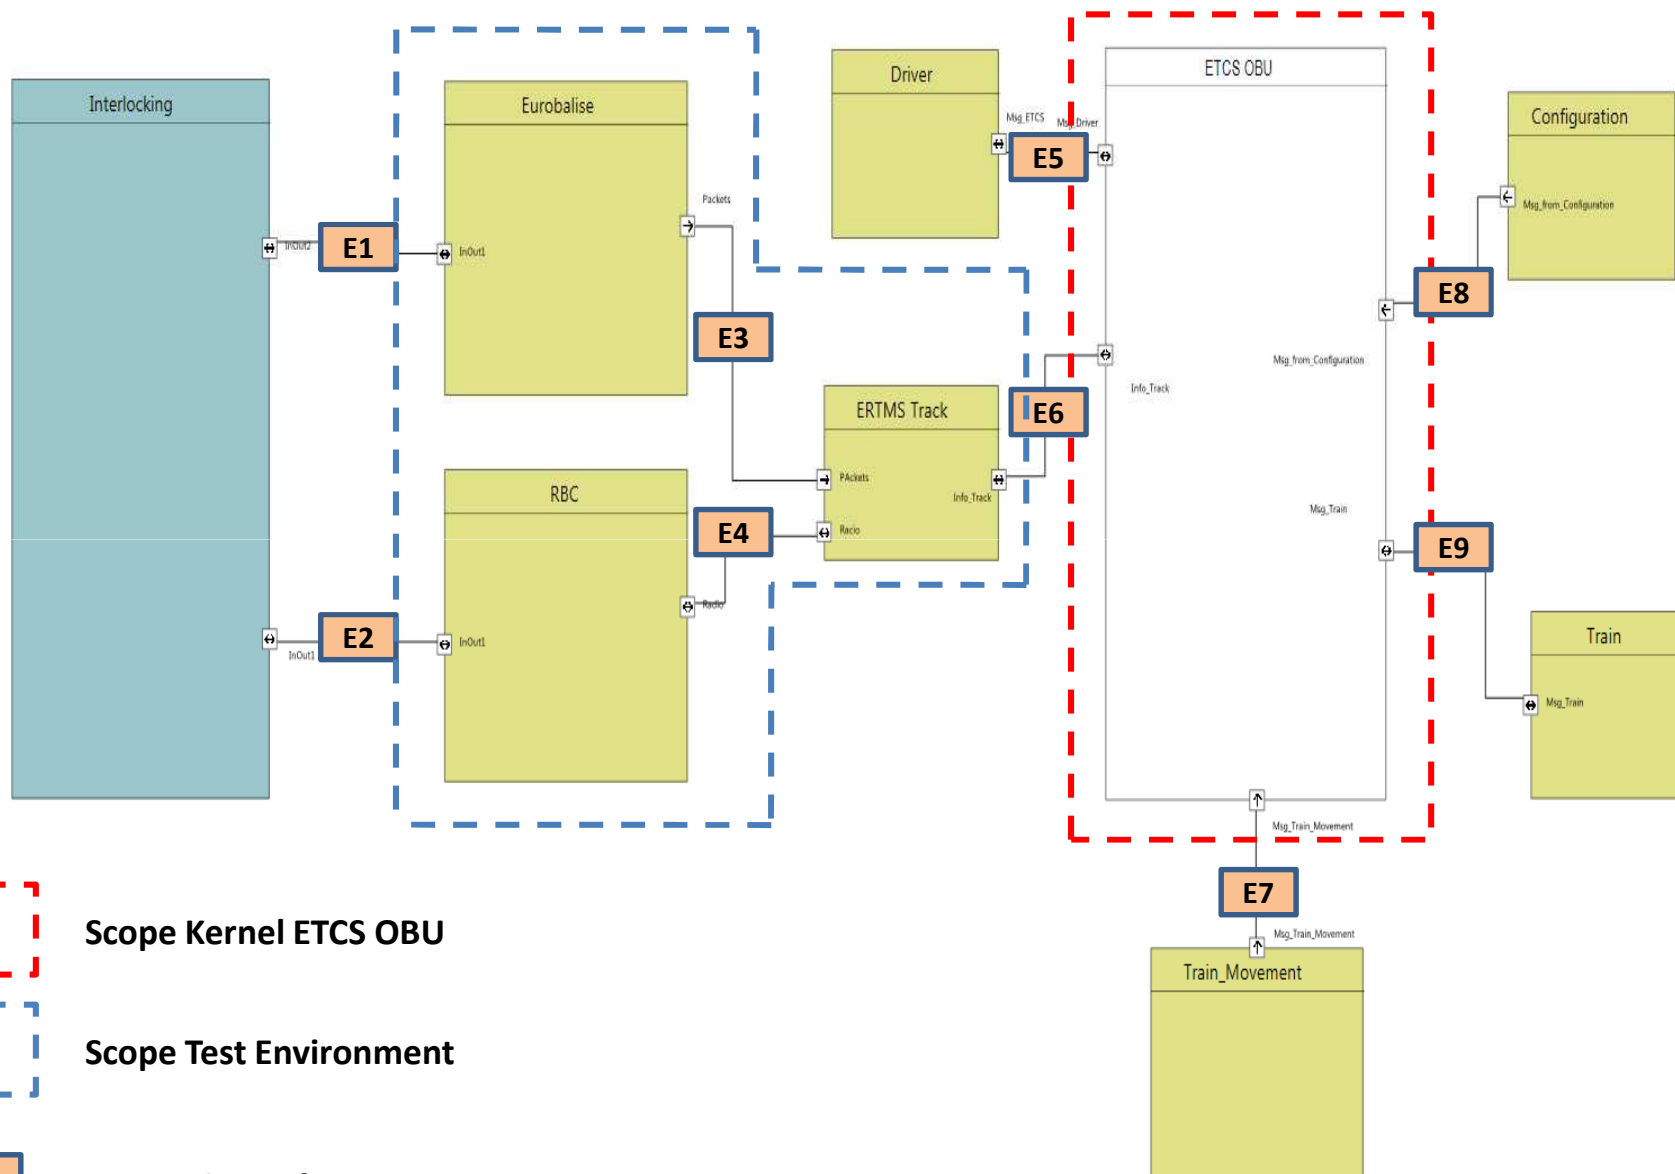 Interlocking
InOut2
InOut1
E1
E2
Eurobalise
Packets
InOut1
E3
RBC
InOut1
Radio
E4
ERTMS Track
PAckets
Racio
Info_Track
Driver
Msg_ETCS
Msg_Driver
E5
E6
ETCS OBU
Info_Track
Msg_from_Configuration
Msg_Train
Msg_Train_Movement
E8
Configuration
Msg_from_Configuration
E9
Train
Msg_Train
E7
Msg_Train_Movement
Train_Movement
Scope Kernel ETCS OBU
Scope Test Environment